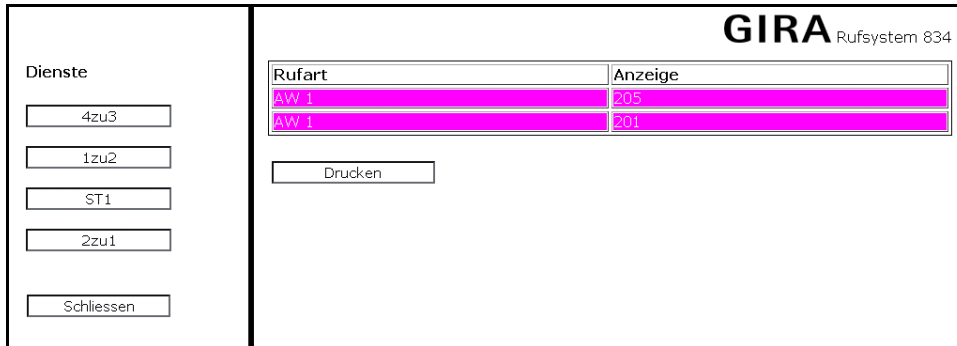 GIRA Rufsystem 834
Dienste
4zu3
1zu2
ST1
2zu1
Schliessen
Rufart Anzeige
AW 1 205
AW 1 201
Drucken